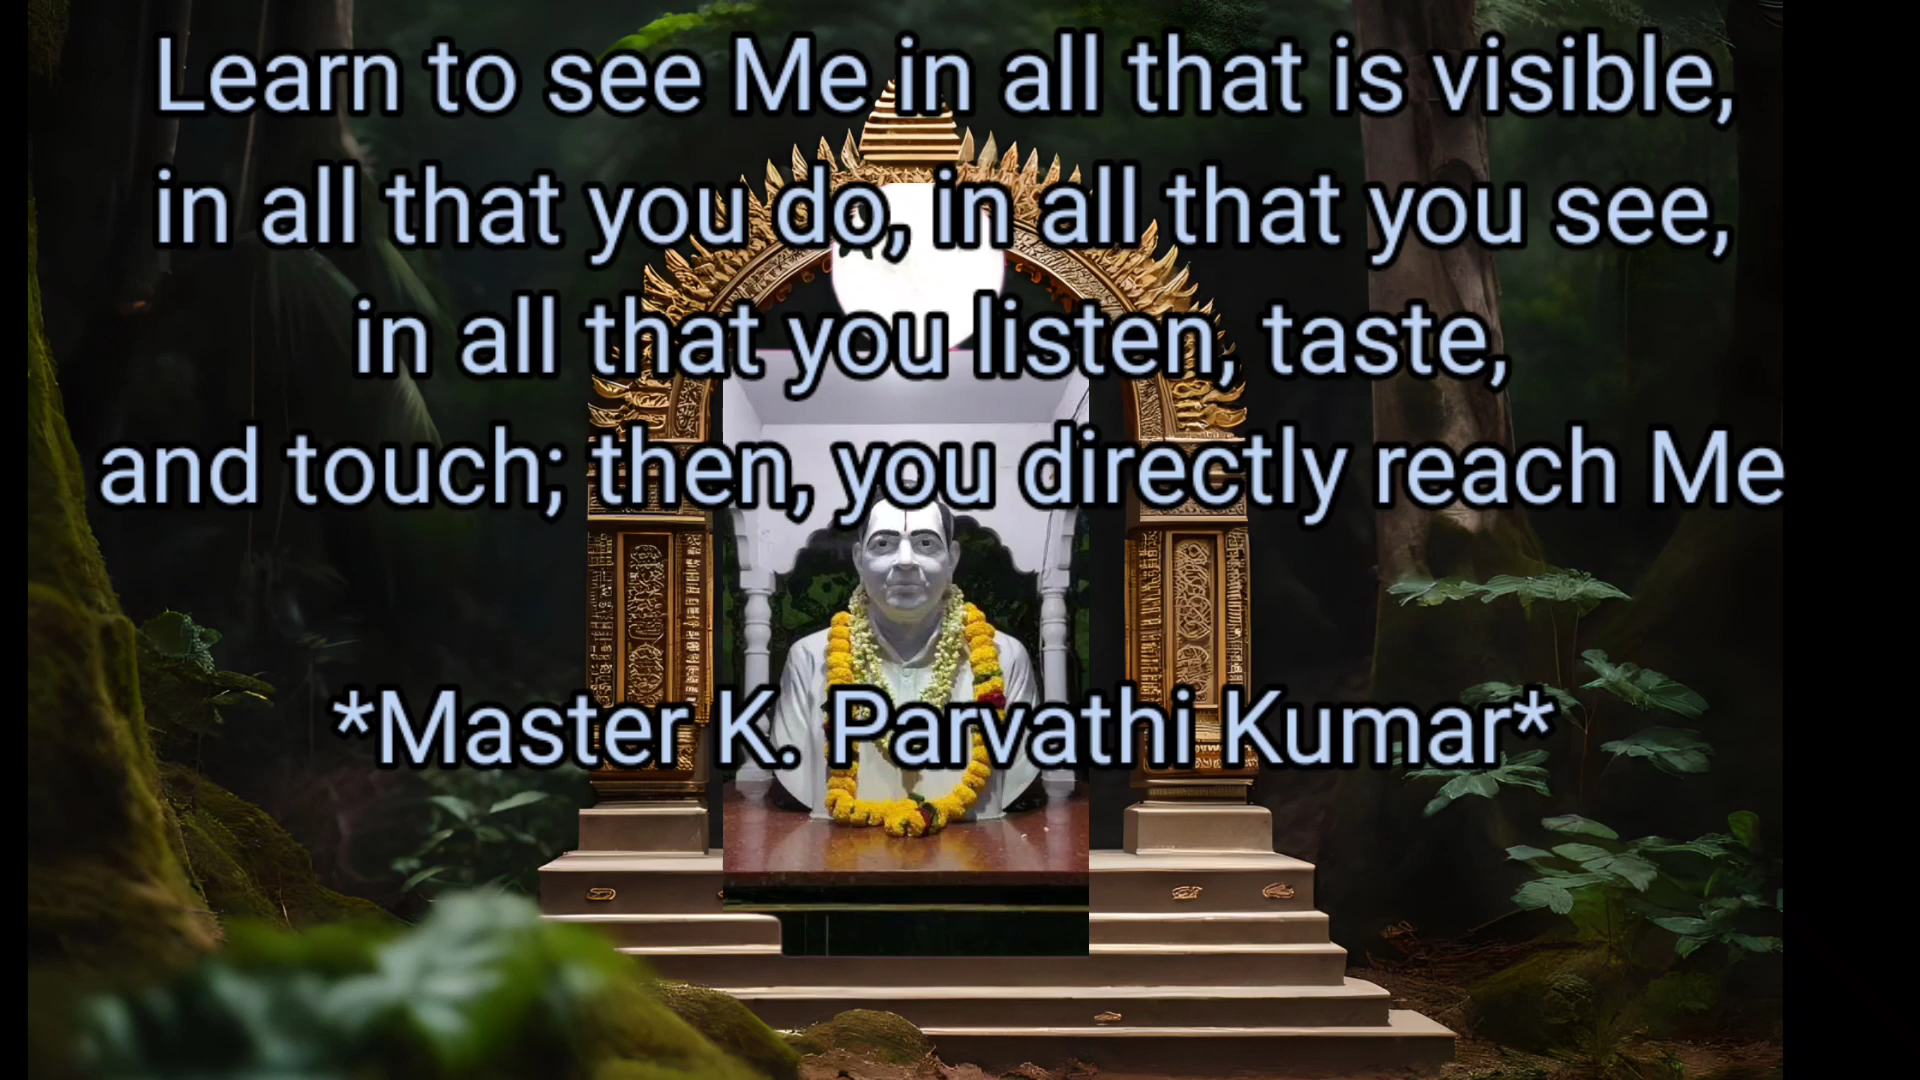 Learn to see Me in all that is visible,
in all that you do, in all that you see,
in all that you listen, taste,
and touch; then, you directly reach Me
*Master K. Parvathi Kumar*